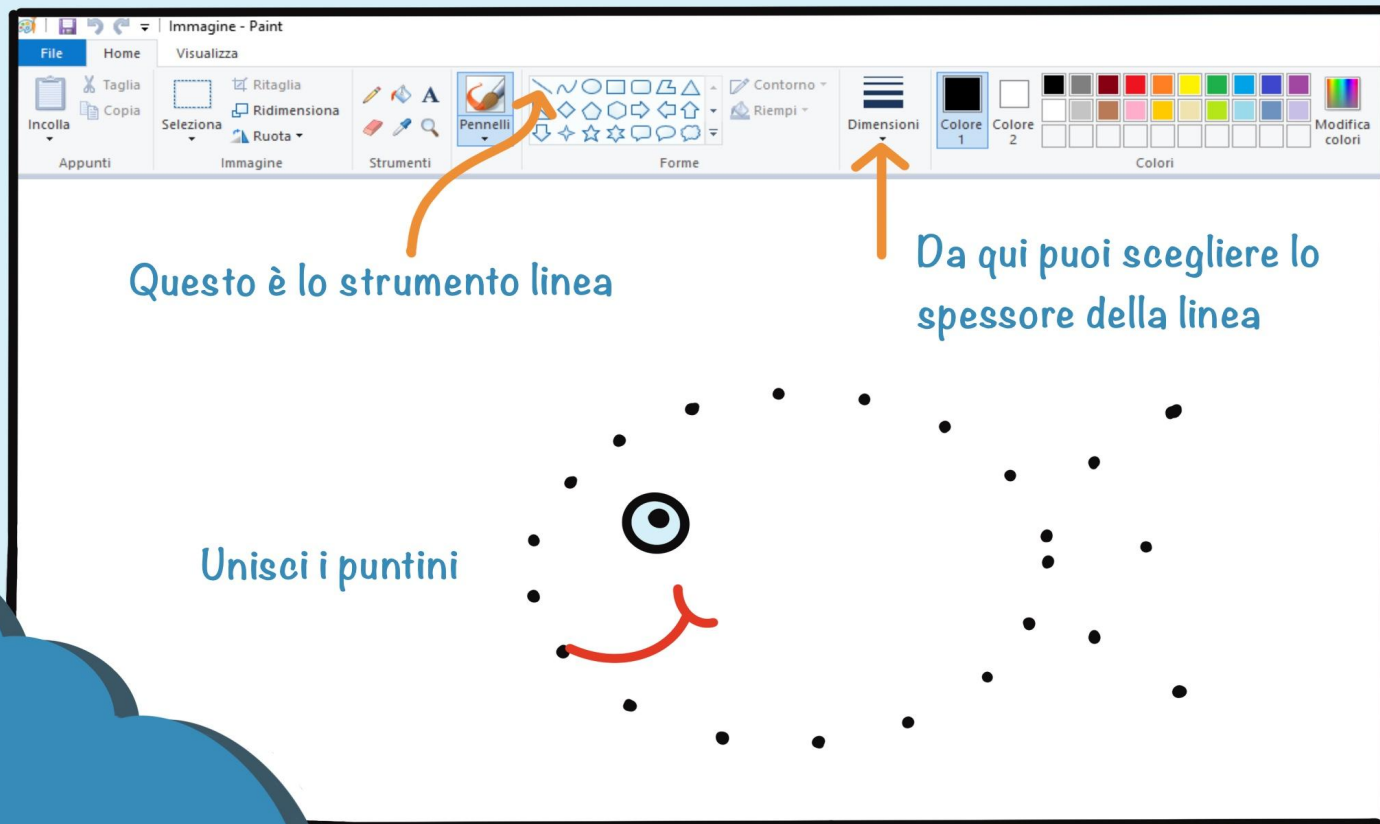 Immagine - Paint
File Home Visualizza
Incolla
Taglia
Copia
Appunti
Seleziona
Ritaglia
Ridimensiona
Ruota
Immagine
A
Strumenti
Pennelli
Contorno
Riempi
Forme
Dimensioni
Colore 1
Colore 2
Modifica colori
Colori
Questo è lo strumento linea
Da qui puoi scegliere lo
spessore della linea
Unisci i puntini